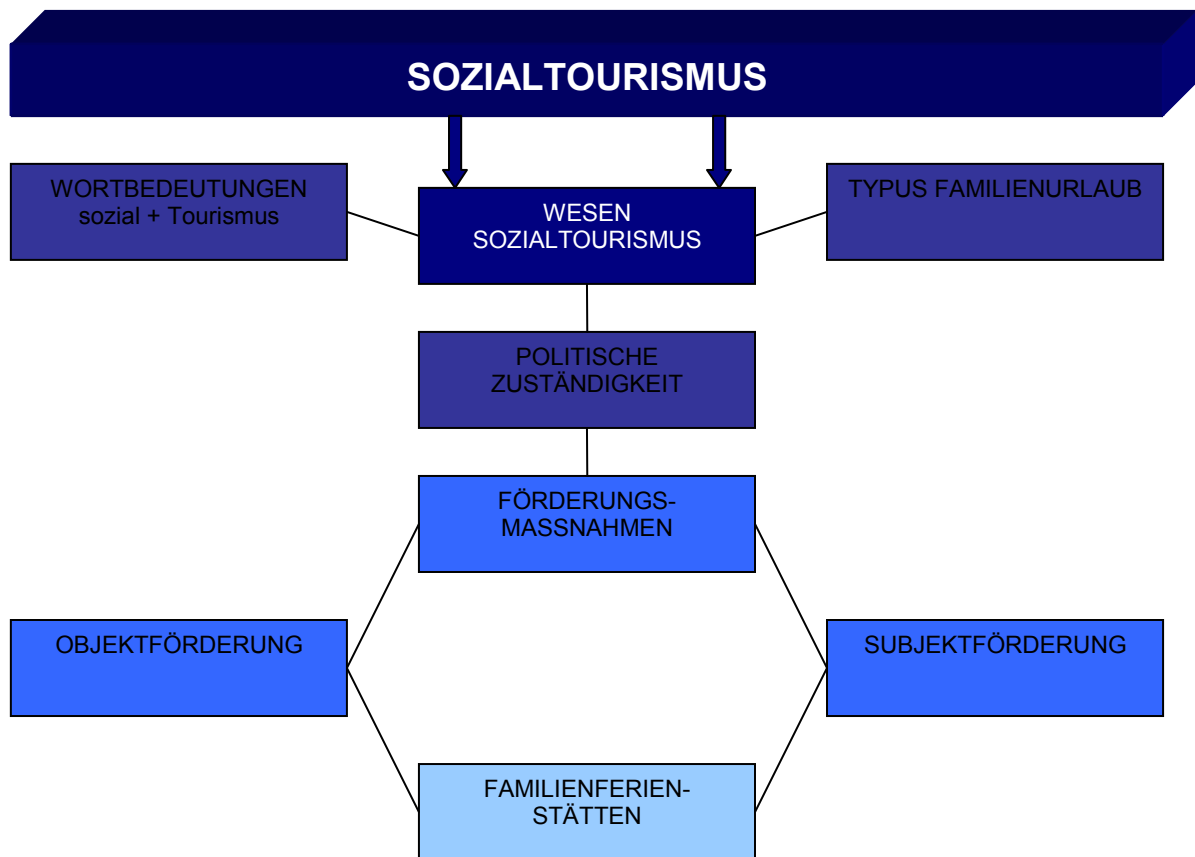 SOZIALTOURISMUS
WORTBEDEUTUNGEN
sozial + Tourismus
WESEN
SOZIALTOURISMUS
TYPUS FAMILIENURLAUB
POLITISCHE
ZUSTÄNDIGKEIT
FÖRDERUNGS-
MASSNAHMEN
OBJEKTFÖRDERUNG
SUBJEKTFÖRDERUNG
FAMILIENFERIEN-
STÄTTEN